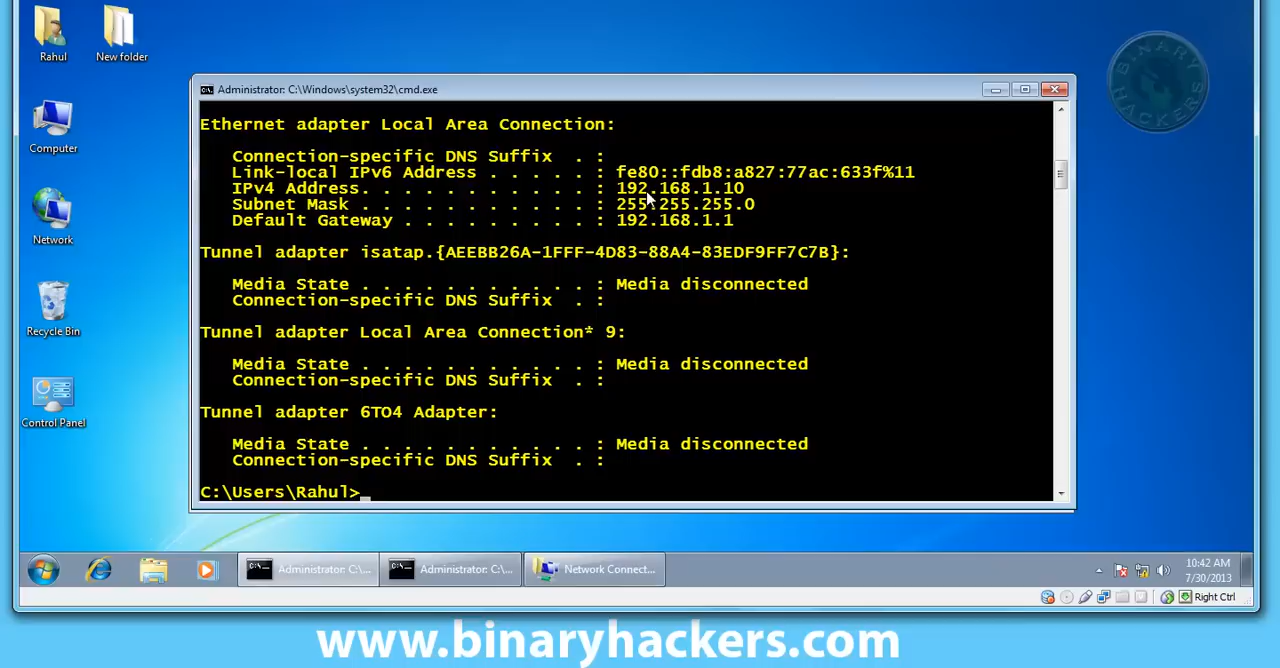 Rahul
New folder
Computer
Network
Recycle Bin
Control Panel
BINARY HACKERS
Administrator: C:\Windows\system32\cmd.exe
Ethernet adapter Local Area Connection:
Connection-specific DNS Suffix . :
Link-local IPv6 Address . . . . . : fe80::fdb8:a827:77ac:633f%11
IPv4 Address. . . . . . . . . . . : 192.168.1.10
Subnet Mask . . . . . . . . . . . : 255.255.255.0
Default Gateway . . . . . . . . . : 192.168.1.1
Tunnel adapter isatap.{AEEBB26A-1FFF-4D83-88A4-83EDF9FF7C7B}:
Media State . . . . . . . . . . . : Media disconnected
Connection-specific DNS Suffix . :
Tunnel adapter Local Area Connection* 9:
Media State . . . . . . . . . . . : Media disconnected
Connection-specific DNS Suffix . :
Tunnel adapter 6TO4 Adapter:
Media State . . . . . . . . . . . : Media disconnected
Connection-specific DNS Suffix . :
C:\Users\Rahul>_
Administrator: C:\...
Administrator: C:\...
Network Connect...
10:42 AM
7/30/2013
Right Ctrl
www.binaryhackers.com